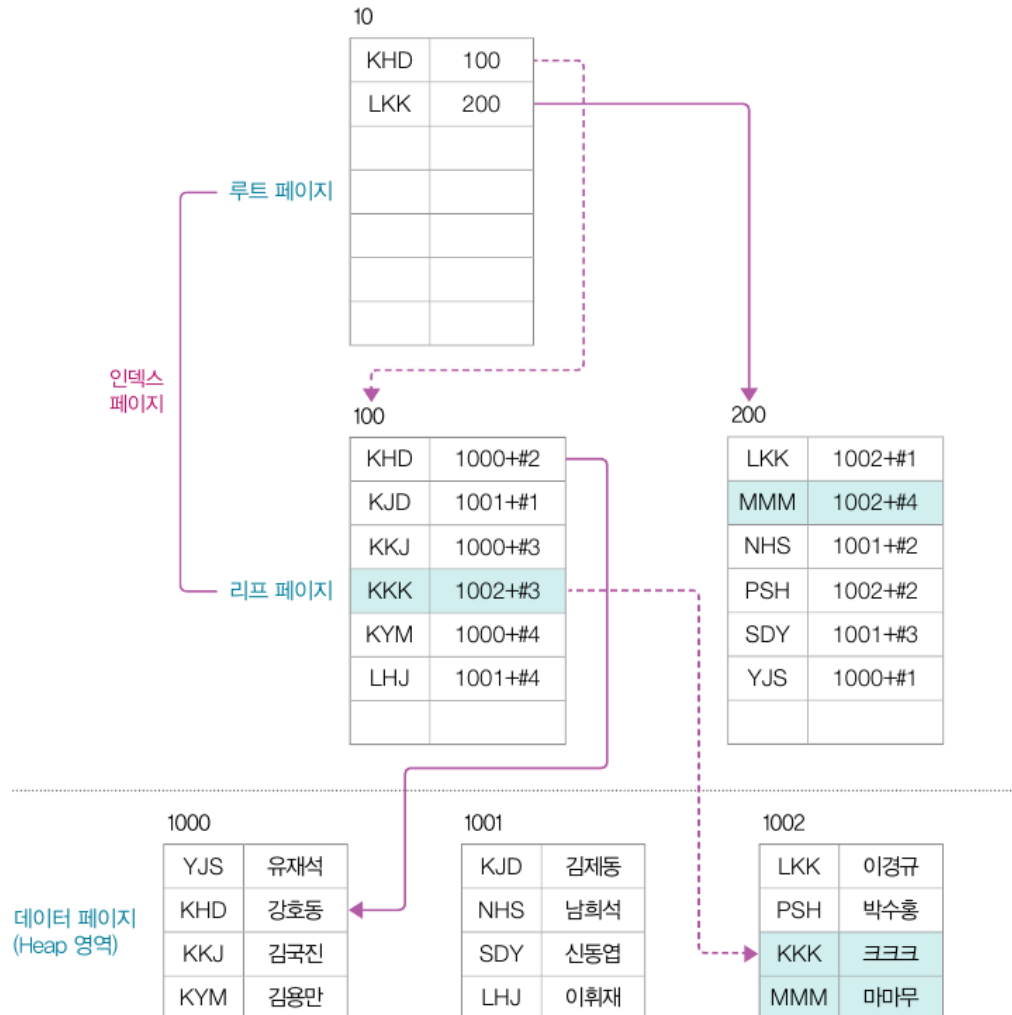 10
KHD 100
LKK 200
루트 페이지
인덱스
페이지
100
KHD 1000+#2
KJD 1001+#1
KKJ 1000+#3
KKK 1002+#3
KYM 1000+#4
LHJ 1001+#4
리프 페이지
200
LKK 1002+#1
MMM 1002+#4
NHS 1001+#2
PSH 1002+#2
SDY 1001+#3
YJS 1000+#1
데이터 페이지
(Heap 영역)
1000
YJS 유재석
KHD 강호동
KKJ 김국진
KYM 김용만
1001
KJD 김제동
NHS 남희석
SDY 신동엽
LHJ 이휘재
1002
LKK 이경규
PSH 박수홍
KKK 크크크
MMM 마마무